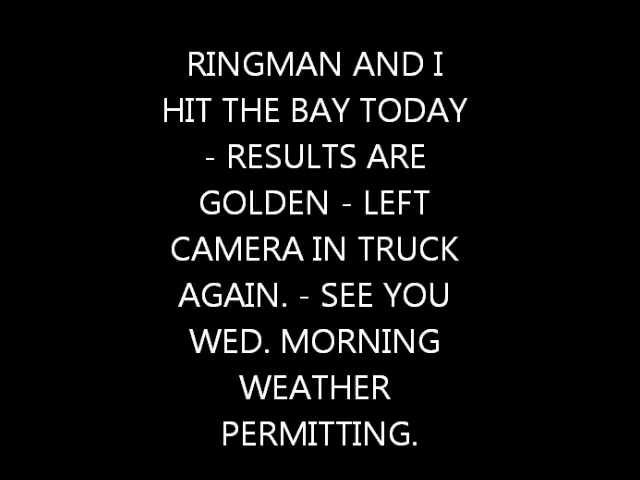 RINGMAN AND I
HIT THE BAY TODAY
- RESULTS ARE
GOLDEN - LEFT
CAMERA IN TRUCK
AGAIN. - SEE YOU
WED. MORNING
WEATHER
PERMITTING.